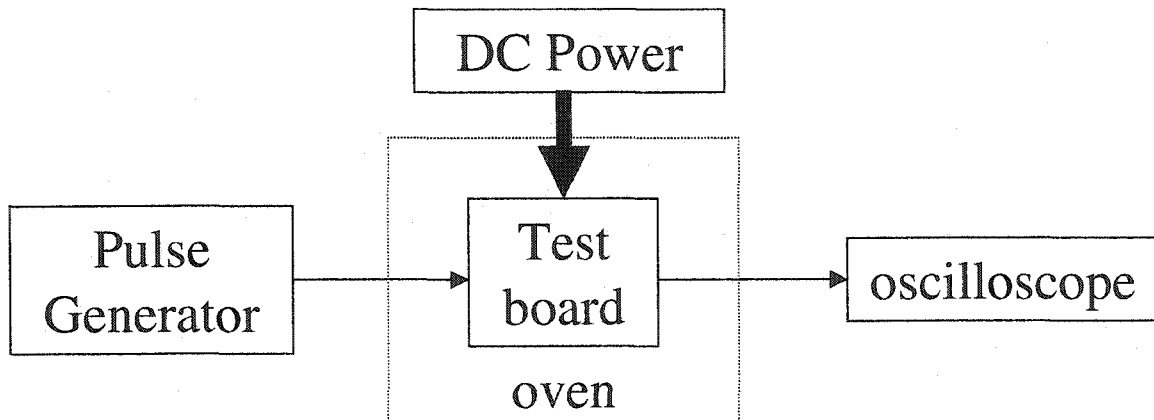 DC Power
Pulse
Generator
Test
board
oscilloscope
oven